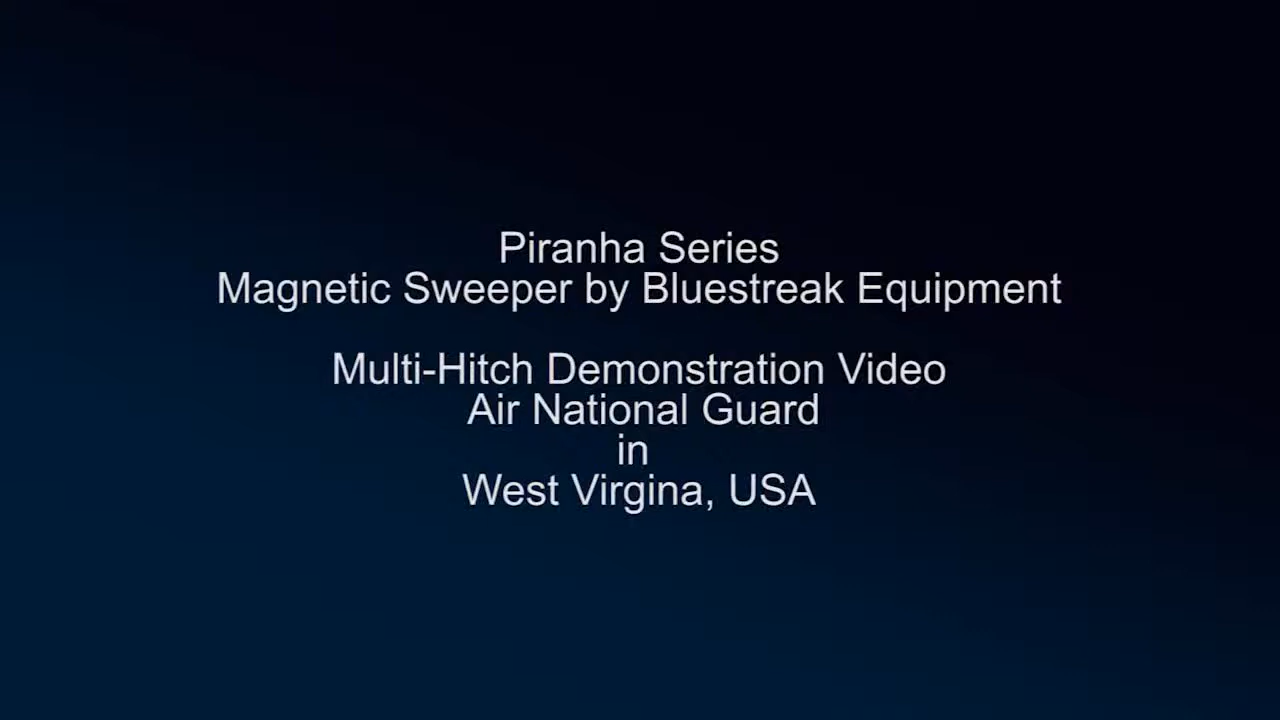 Piranha Series
Magnetic Sweeper by Bluestreak Equipment
Multi-Hitch Demonstration Video
Air National Guard
in
West Virgina, USA